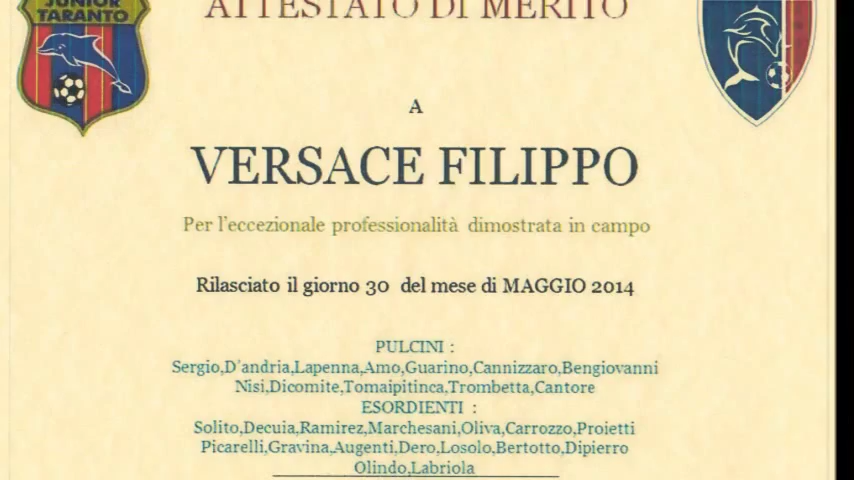 JUNIOR
TARANTO
ATTESTATO DI MERITO
A
VERSACE FILIPPO
Per l'eccezionale professionalità dimostrata in campo
Rilasciato il giorno 30 del mese di MAGGIO 2014
PULCINI :
Sergio,D'andria,Lapenna,Amo,Guarino,Cannizzaro,Bengiovanni
Nisi,Dicomite,Tomaipitinca,Trombetta,Cantore
ESORDIENTI :
Solito,Decuia,Ramirez,Marchesani,Oliva,Carrozzo,Proietti
Picarelli,Gravina,Augenti,Dero,Losolo,Bertotto,Dipierro
Olindo,Labriola